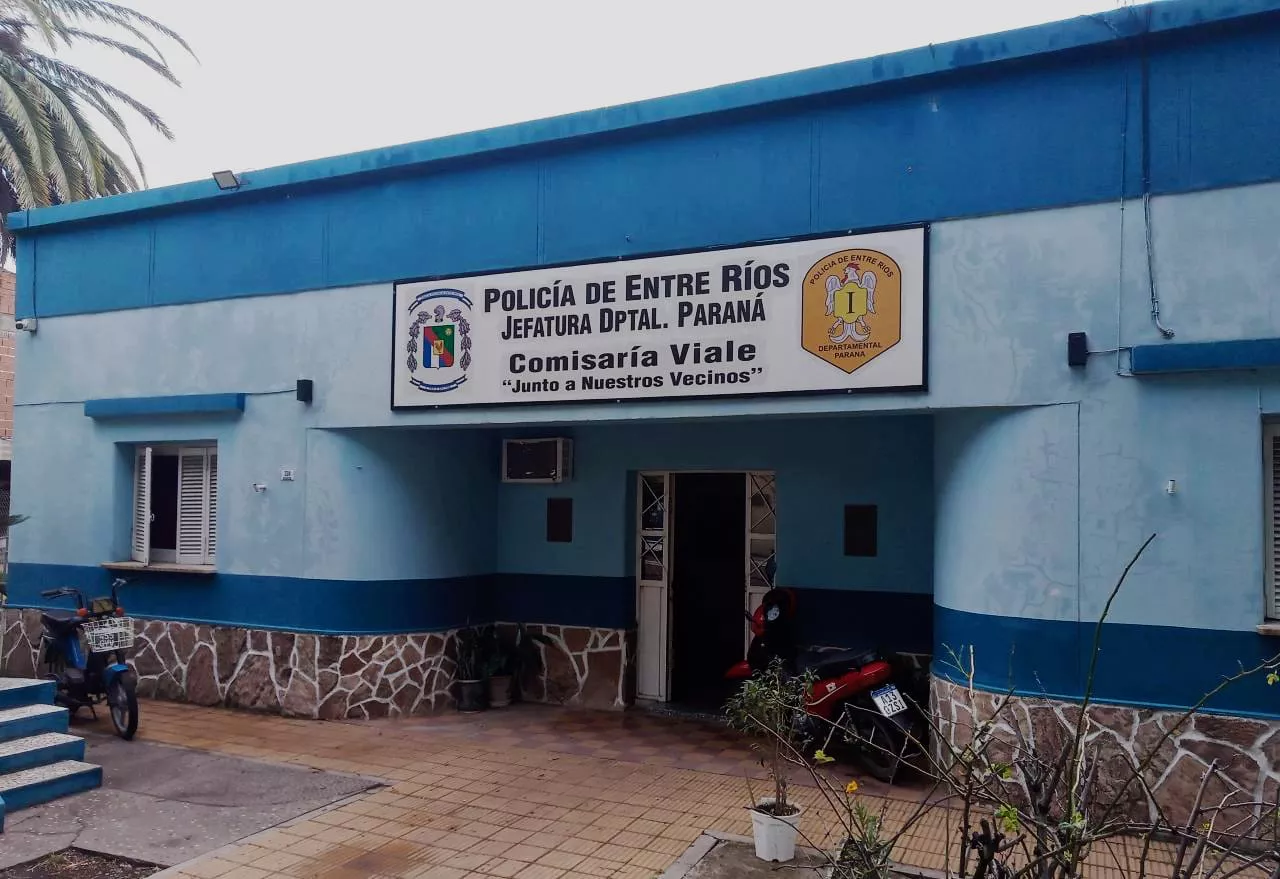 POLICÍA DE ENTRE RÍOS
JEFATURA DPTAL. PARANÁ
Comisaría Viale
“Junto a Nuestros Vecinos”
POLICIA DE ENTRE RIOS
I
DEPARTAMENTAL
PARANA